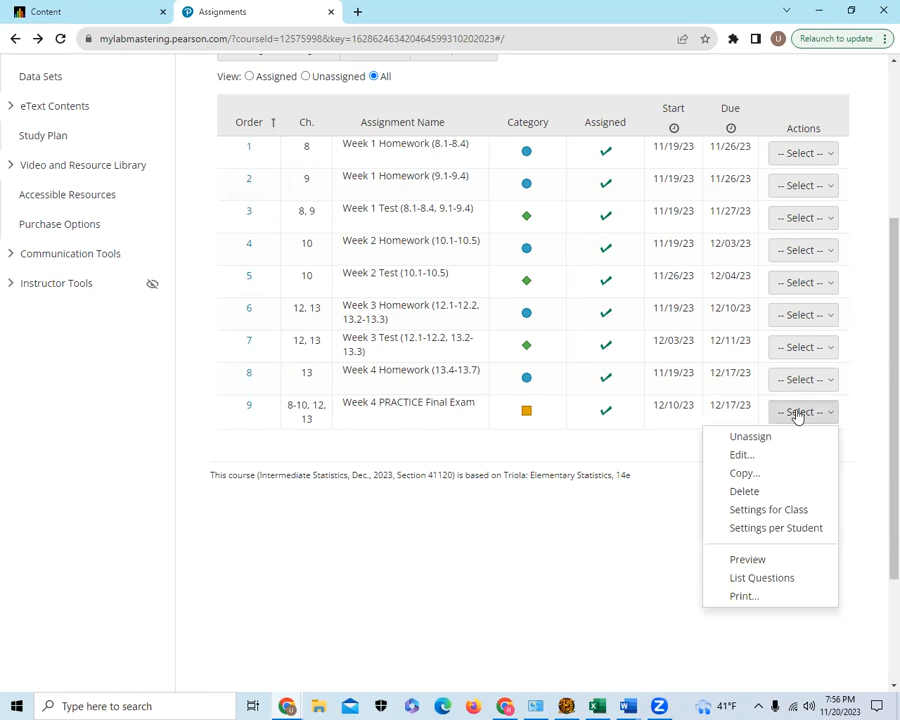 Content
Assignments
mylabmastering.pearson.com/?courseId=12575998&key=162862463420464599310202023#/
U
Relaunch to update
Data Sets
eText Contents
Study Plan
Video and Resource Library
Accessible Resources
Purchase Options
Communication Tools
Instructor Tools
View: Assigned Unassigned All
Order Ch. Assignment Name Category Assigned Start Due Actions
1 8 Week 1 Homework (8.1-8.4) 11/19/23 11/26/23 -- Select --
2 9 Week 1 Homework (9.1-9.4) 11/19/23 11/26/23 -- Select --
3 8, 9 Week 1 Test (8.1-8.4, 9.1-9.4) 11/19/23 11/27/23 -- Select --
4 10 Week 2 Homework (10.1-10.5) 11/19/23 12/03/23 -- Select --
5 10 Week 2 Test (10.1-10.5) 11/26/23 12/04/23 -- Select --
6 12, 13 Week 3 Homework (12.1-12.2, 11/19/23 12/10/23 -- Select --
13.2-13.3)
7 12, 13 Week 3 Test (12.1-12.2, 13.2- 12/03/23 12/11/23 -- Select --
13.3)
8 13 Week 4 Homework (13.4-13.7) 11/19/23 12/17/23 -- Select --
9 8-10, 12, Week 4 PRACTICE Final Exam 12/10/23 12/17/23 -- Select --
13
Unassign
Edit...
Copy...
Delete
Settings for Class
Settings per Student
Preview
List Questions
Print...
This course (Intermediate Statistics, Dec., 2023, Section 41120) is based on Triola: Elementary Statistics, 14e
Type here to search
41°F
7:56 PM
11/20/2023